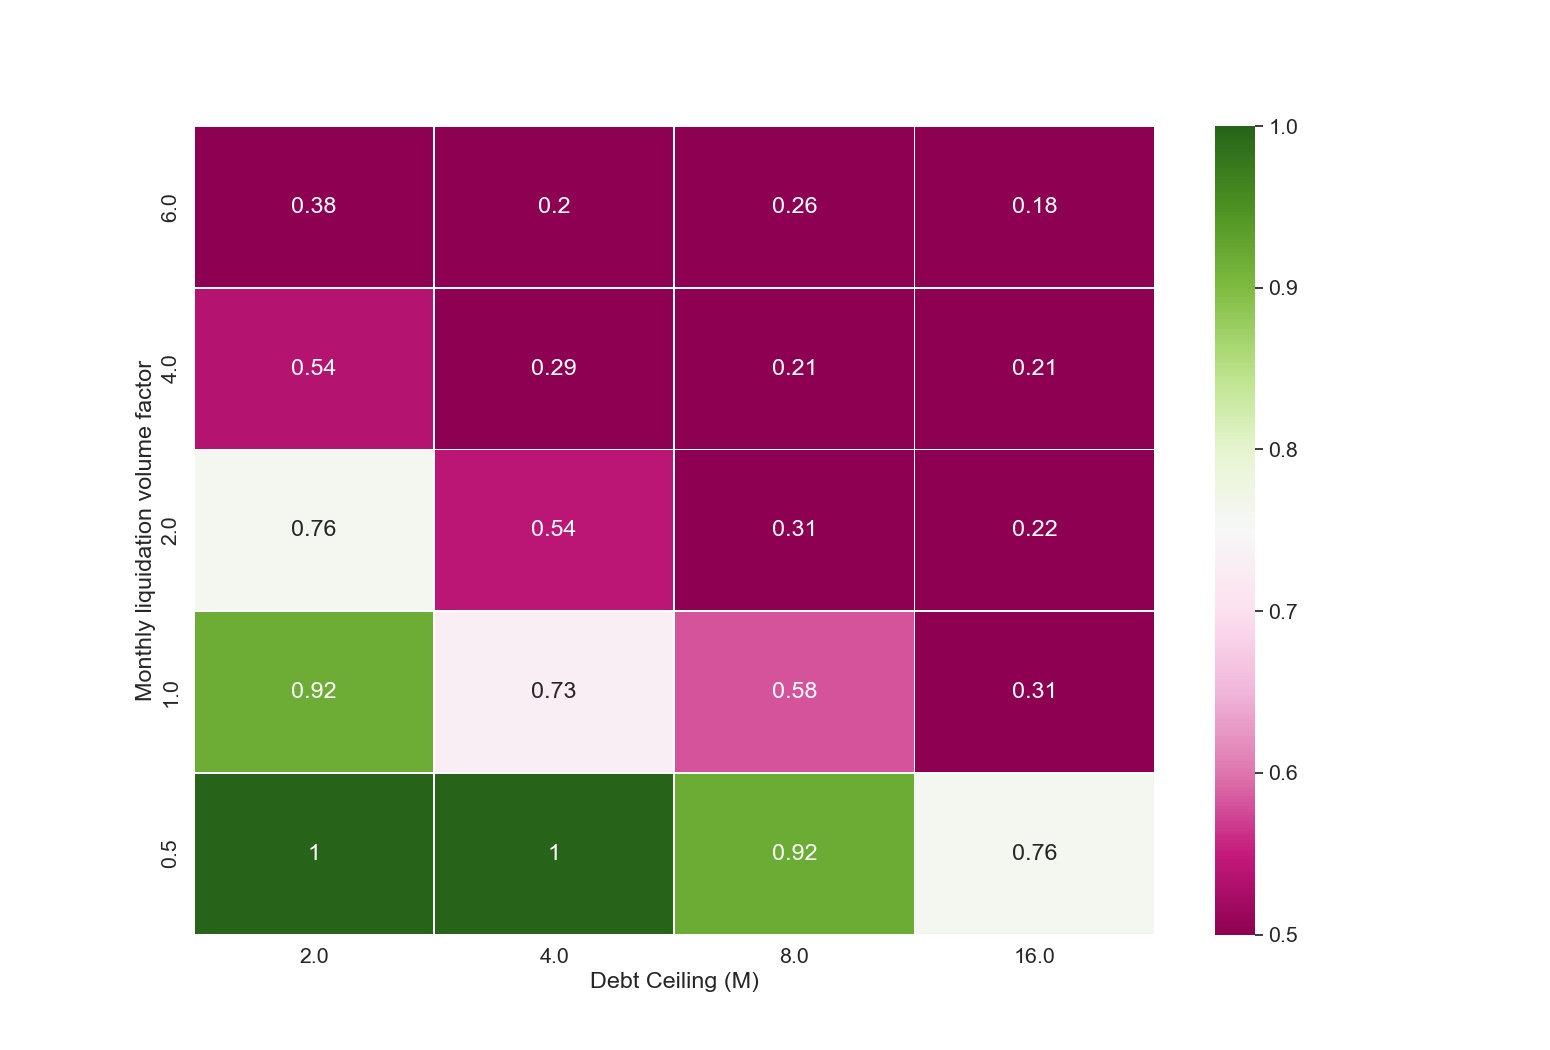 6.0 0.38 0.2 0.26 0.18
4.0 0.54 0.29 0.21 0.21
2.0 0.76 0.54 0.31 0.22
1.0 0.92 0.73 0.58 0.31
0.5 1 1 0.92 0.76
2.0 4.0 8.0 16.0
Debt Ceiling (M)
Monthly liquidation volume factor
1.0
0.9
0.8
0.7
0.6
0.5